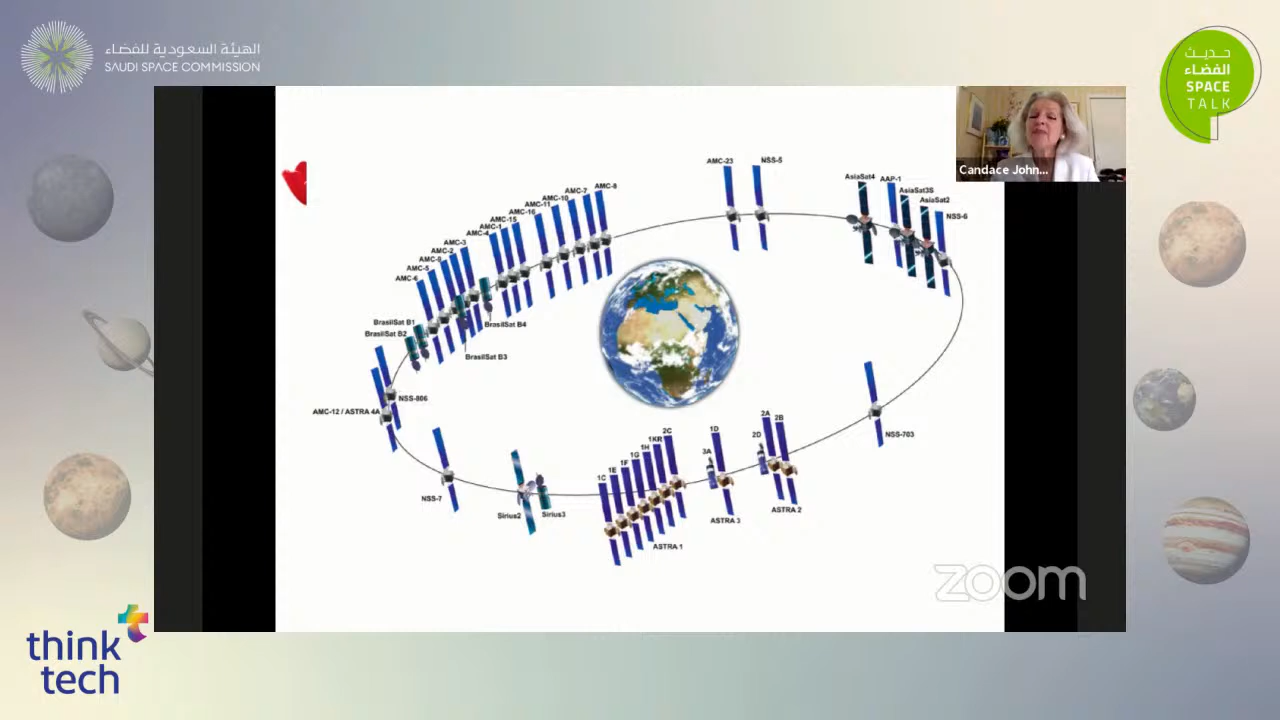 الهيئة السعودية للفضاء
SAUDI SPACE COMMISSION
حديث
الفضاء
SPACE
TALK
Candace John...
AMC-23
NSS-5
AsiaSat4
AAP-1
AsiaSat3S
AsiaSat2
NSS-6
AMC-8
AMC-7
AMC-10
AMC-11
AMC-16
AMC-15
AMC-1
AMC-4
AMC-3
AMC-2
AMC-9
AMC-5
AMC-6
BrasilSat B1
BrasilSat B2
BrasilSat B4
BrasilSat B3
NSS-806
AMC-12 / ASTRA 4A
NSS-7
Sirius2
Sirius3
1C
1E
1F
1G
1H
1KR
2C
ASTRA 1
3A
1D
ASTRA 3
2D
2A
2B
ASTRA 2
NSS-703
zoom
think
tech